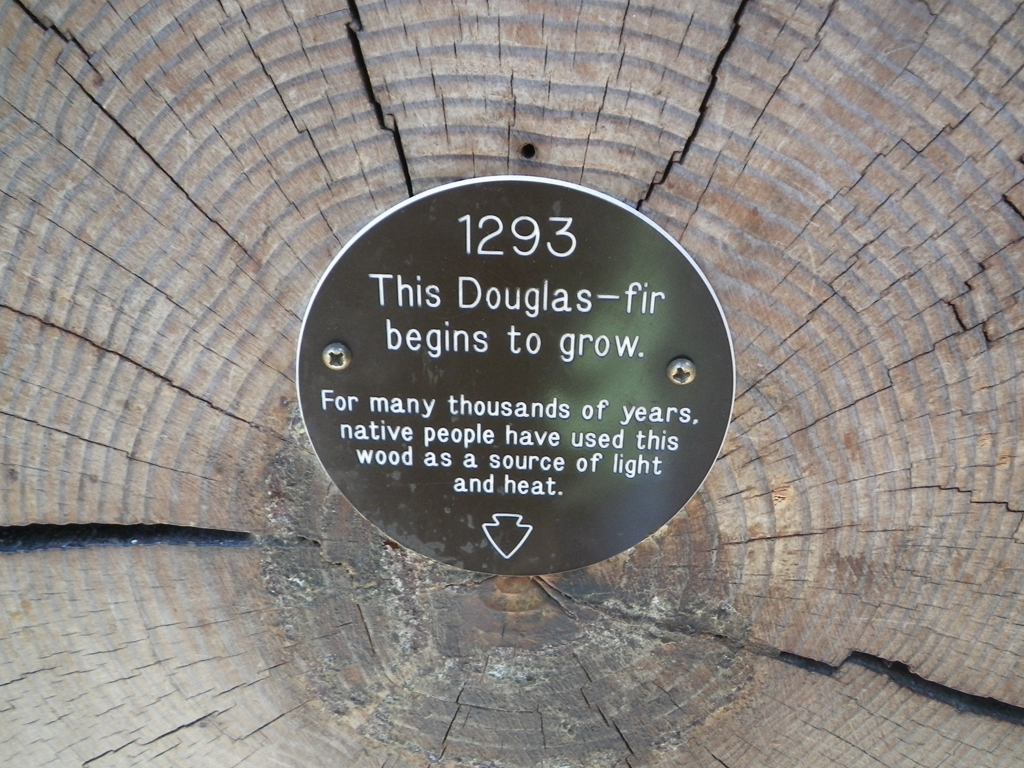 1293
This Douglas-fir
begins to grow.
For many thousands of years,
native people have used this
wood as a source of light
and heat.